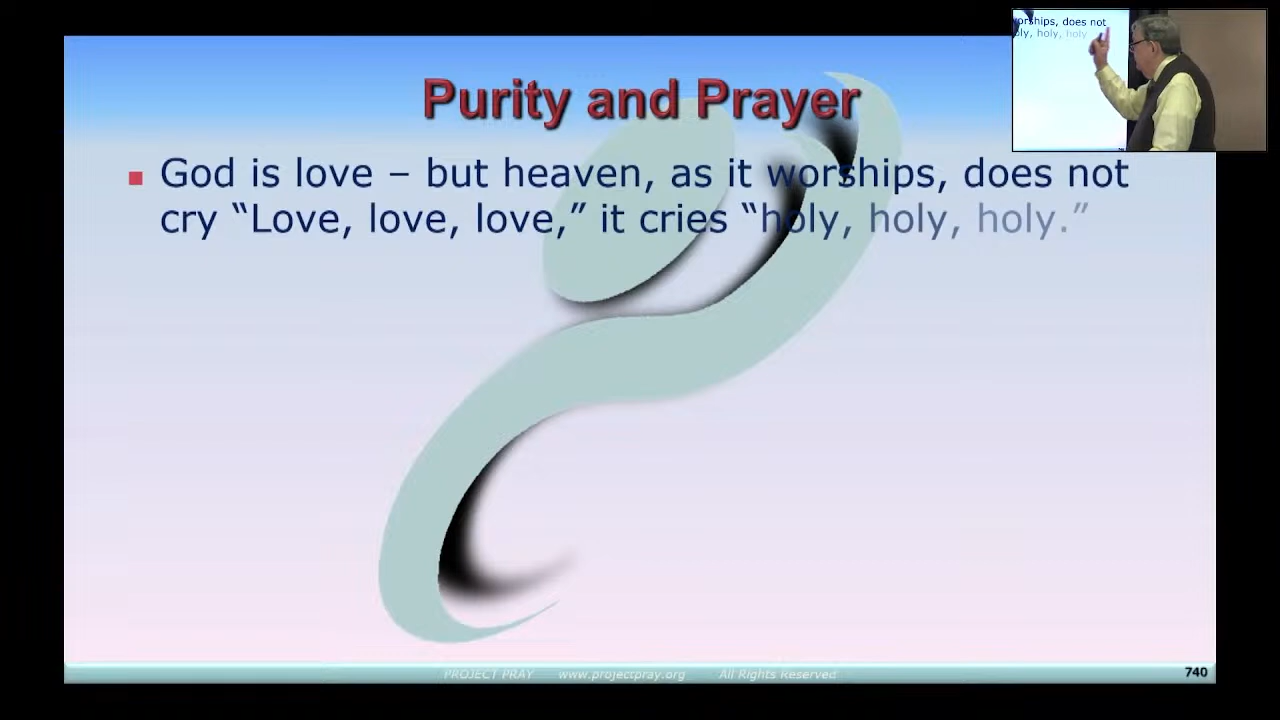 Purity and Prayer
God is love – but heaven, as it worships, does not
cry “Love, love, love,” it cries “holy, holy, holy.”
orships, does not
oly, holy, holy
PROJECT PRAY www.projectpray.org All Rights Reserved
740